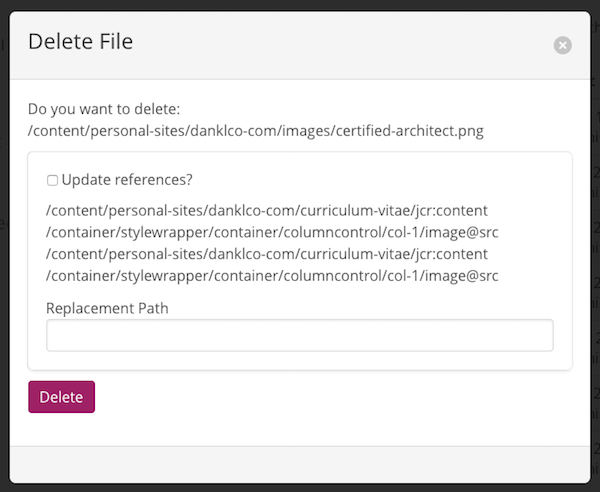 Delete File
Do you want to delete:
/content/personal-sites/danklco-com/images/certified-architect.png
Update references?
/content/personal-sites/danklco-com/curriculum-vitae/jcr:content
/container/stylewrapper/container/columncontrol/col-1/image@src
/content/personal-sites/danklco-com/curriculum-vitae/jcr:content
/container/stylewrapper/container/columncontrol/col-1/image@src
Replacement Path
Delete